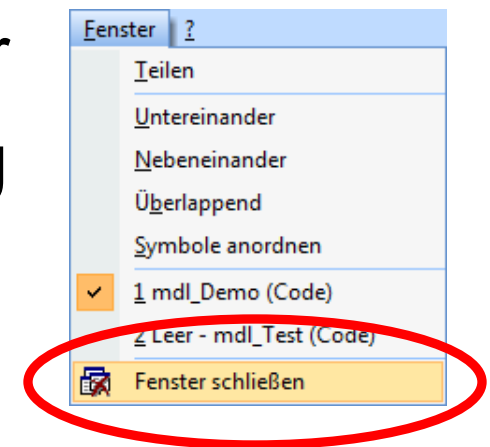 r
g
Fenster ?
Teilen
Untereinander
Nebeneinander
Überlappend
Symbole anordnen
1 mdl_Demo (Code)
2 Leer - mdl_Test (Code)
Fenster schließen